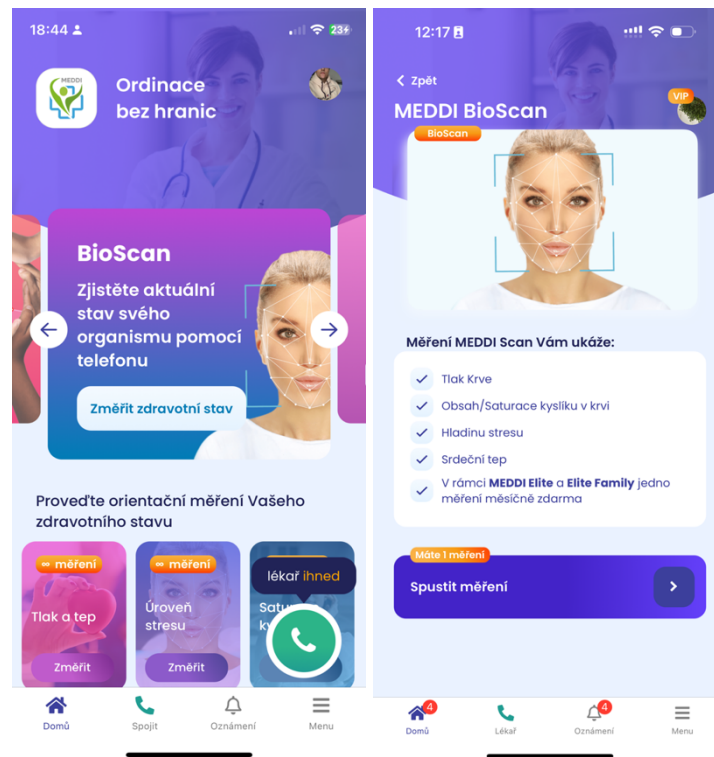 18:44
23
MEDDI
Ordinace
bez hranic
BioScan
Zjistěte aktuální
stav svého
organismu pomocí
telefonu
Změřit zdravotní stav
Proveďte orientační měření Vašeho
zdravotního stavu
∞ měření
Tlak a tep
Změřit
∞ měření
Úroveň
stresu
Změřit
lékař ihned
Domů
Spojit
Oznámení
Menu
12:17
Zpět
MEDDI BioScan
VIP
BioScan
Měření MEDDI Scan Vám ukáže:
Tlak Krve
Obsah/Saturace kyslíku v krvi
Hladinu stresu
Srdeční tep
V rámci MEDDI Elite a Elite Family jedno
měření měsíčně zdarma
Máte 1 měření
Spustit měření
4
4
Domů
Lékař
Oznámení
Menu